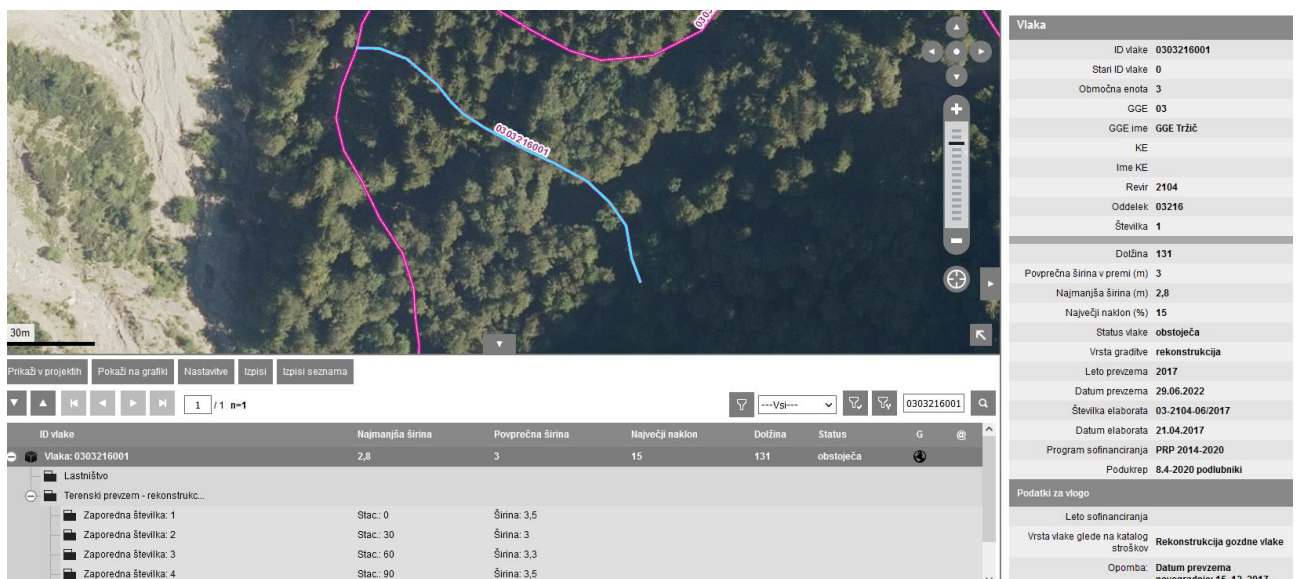 030
0303216001
30m
Prikaži v projektih Pokaži na grafiki Nastavitve Izpisi Izpisi seznama
1 / 1 n=1 ---Vsi--- 0303216001
ID vlake Najmanjša širina Povprečna širina Največji naklon Dolžina Status G @
Vlaka: 0303216001 2,8 3 15 131 obstoječa
Lastništvo
Terenski prevzem - rekonstrukc...
Zaporedna številka: 1 Stac.: 0 Širina: 3,5
Zaporedna številka: 2 Stac.: 30 Širina: 3
Zaporedna številka: 3 Stac.: 60 Širina: 3,3
Zaporedna številka: 4 Stac.: 90 Širina: 3,5
Vlaka
ID vlake 0303216001
Stari ID vlake 0
Območna enota 3
GGE 03
GGE ime GGE Tržič
KE
Ime KE
Revir 2104
Oddelek 03216
Številka 1
Dolžina 131
Povprečna širina v premi (m) 3
Najmanjša širina (m) 2,8
Največji naklon (%) 15
Status vlake obstoječa
Vrsta graditve rekonstrukcija
Leto prevzema 2017
Datum prevzema 29.06.2022
Številka elaborata 03-2104-06/2017
Datum elaborata 21.04.2017
Program sofinanciranja PRP 2014-2020
Podukrep 8.4-2020 podlubniki
Podatki za vlogo
Leto sofinanciranja
Vrsta vlake glede na katalog
stroškov Rekonstrukcija gozdne vlake
Opomba: Datum prevzema
novogradnje: 15. 12. 2017